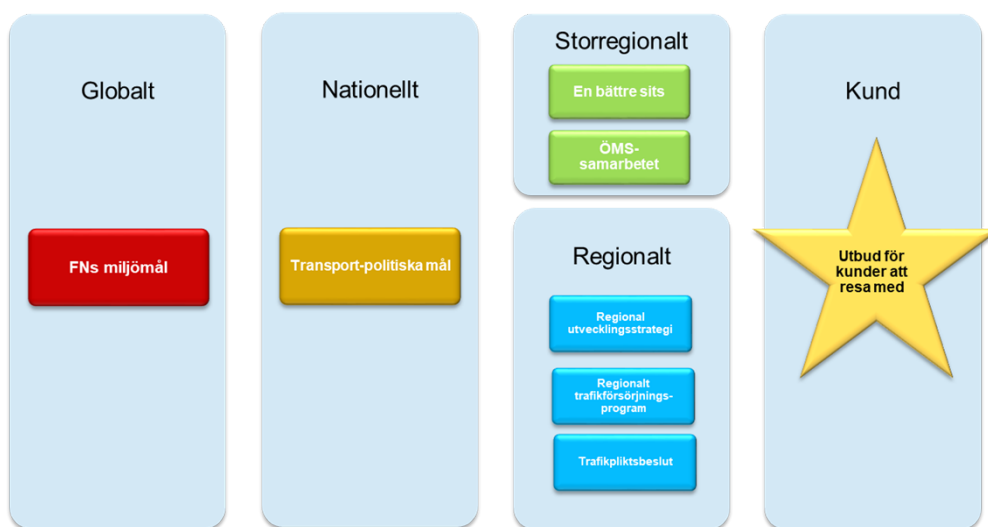 Globalt
FNs miljömål
Nationellt
Transport-politiska mål
Storregionalt
En bättre sits
ÖMS-
samarbetet
Regionalt
Regional
utvecklingsstrategi
Regionalt
trafikförsörjnings-
program
Trafikpliktsbeslut
Kund
Utbud för
kunder att
resa med